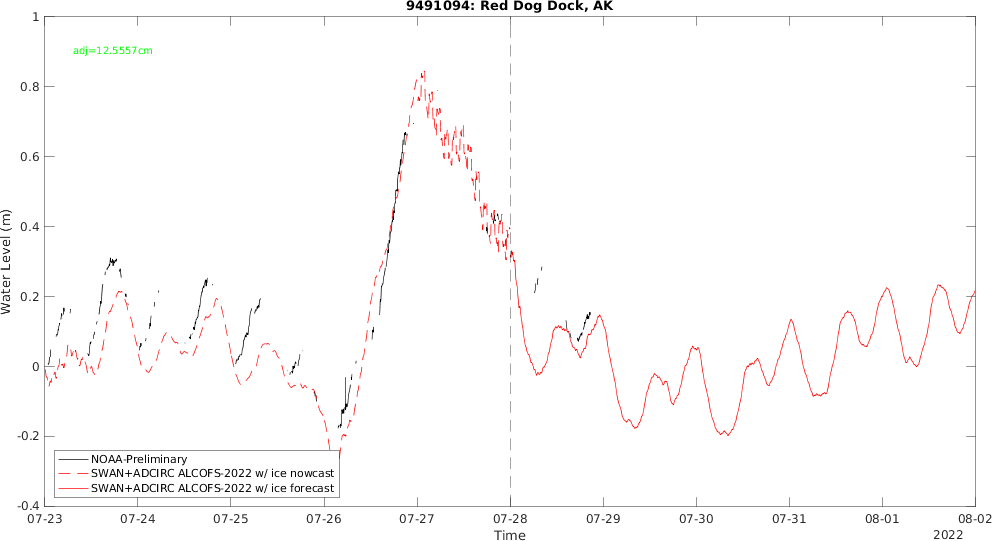 9491094: Red Dog Dock, AK
adj=12.5557cm
Water Level (m)
1
0.8
0.6
0.4
0.2
0
-0.2
-0.4
NOAA-Preliminary
SWAN+ADCIRC ALCOFS-2022 w/ ice nowcast
SWAN+ADCIRC ALCOFS-2022 w/ ice forecast
07-23 07-24 07-25 07-26 07-27 07-28 07-29 07-30 07-31 08-01 08-02
Time
2022